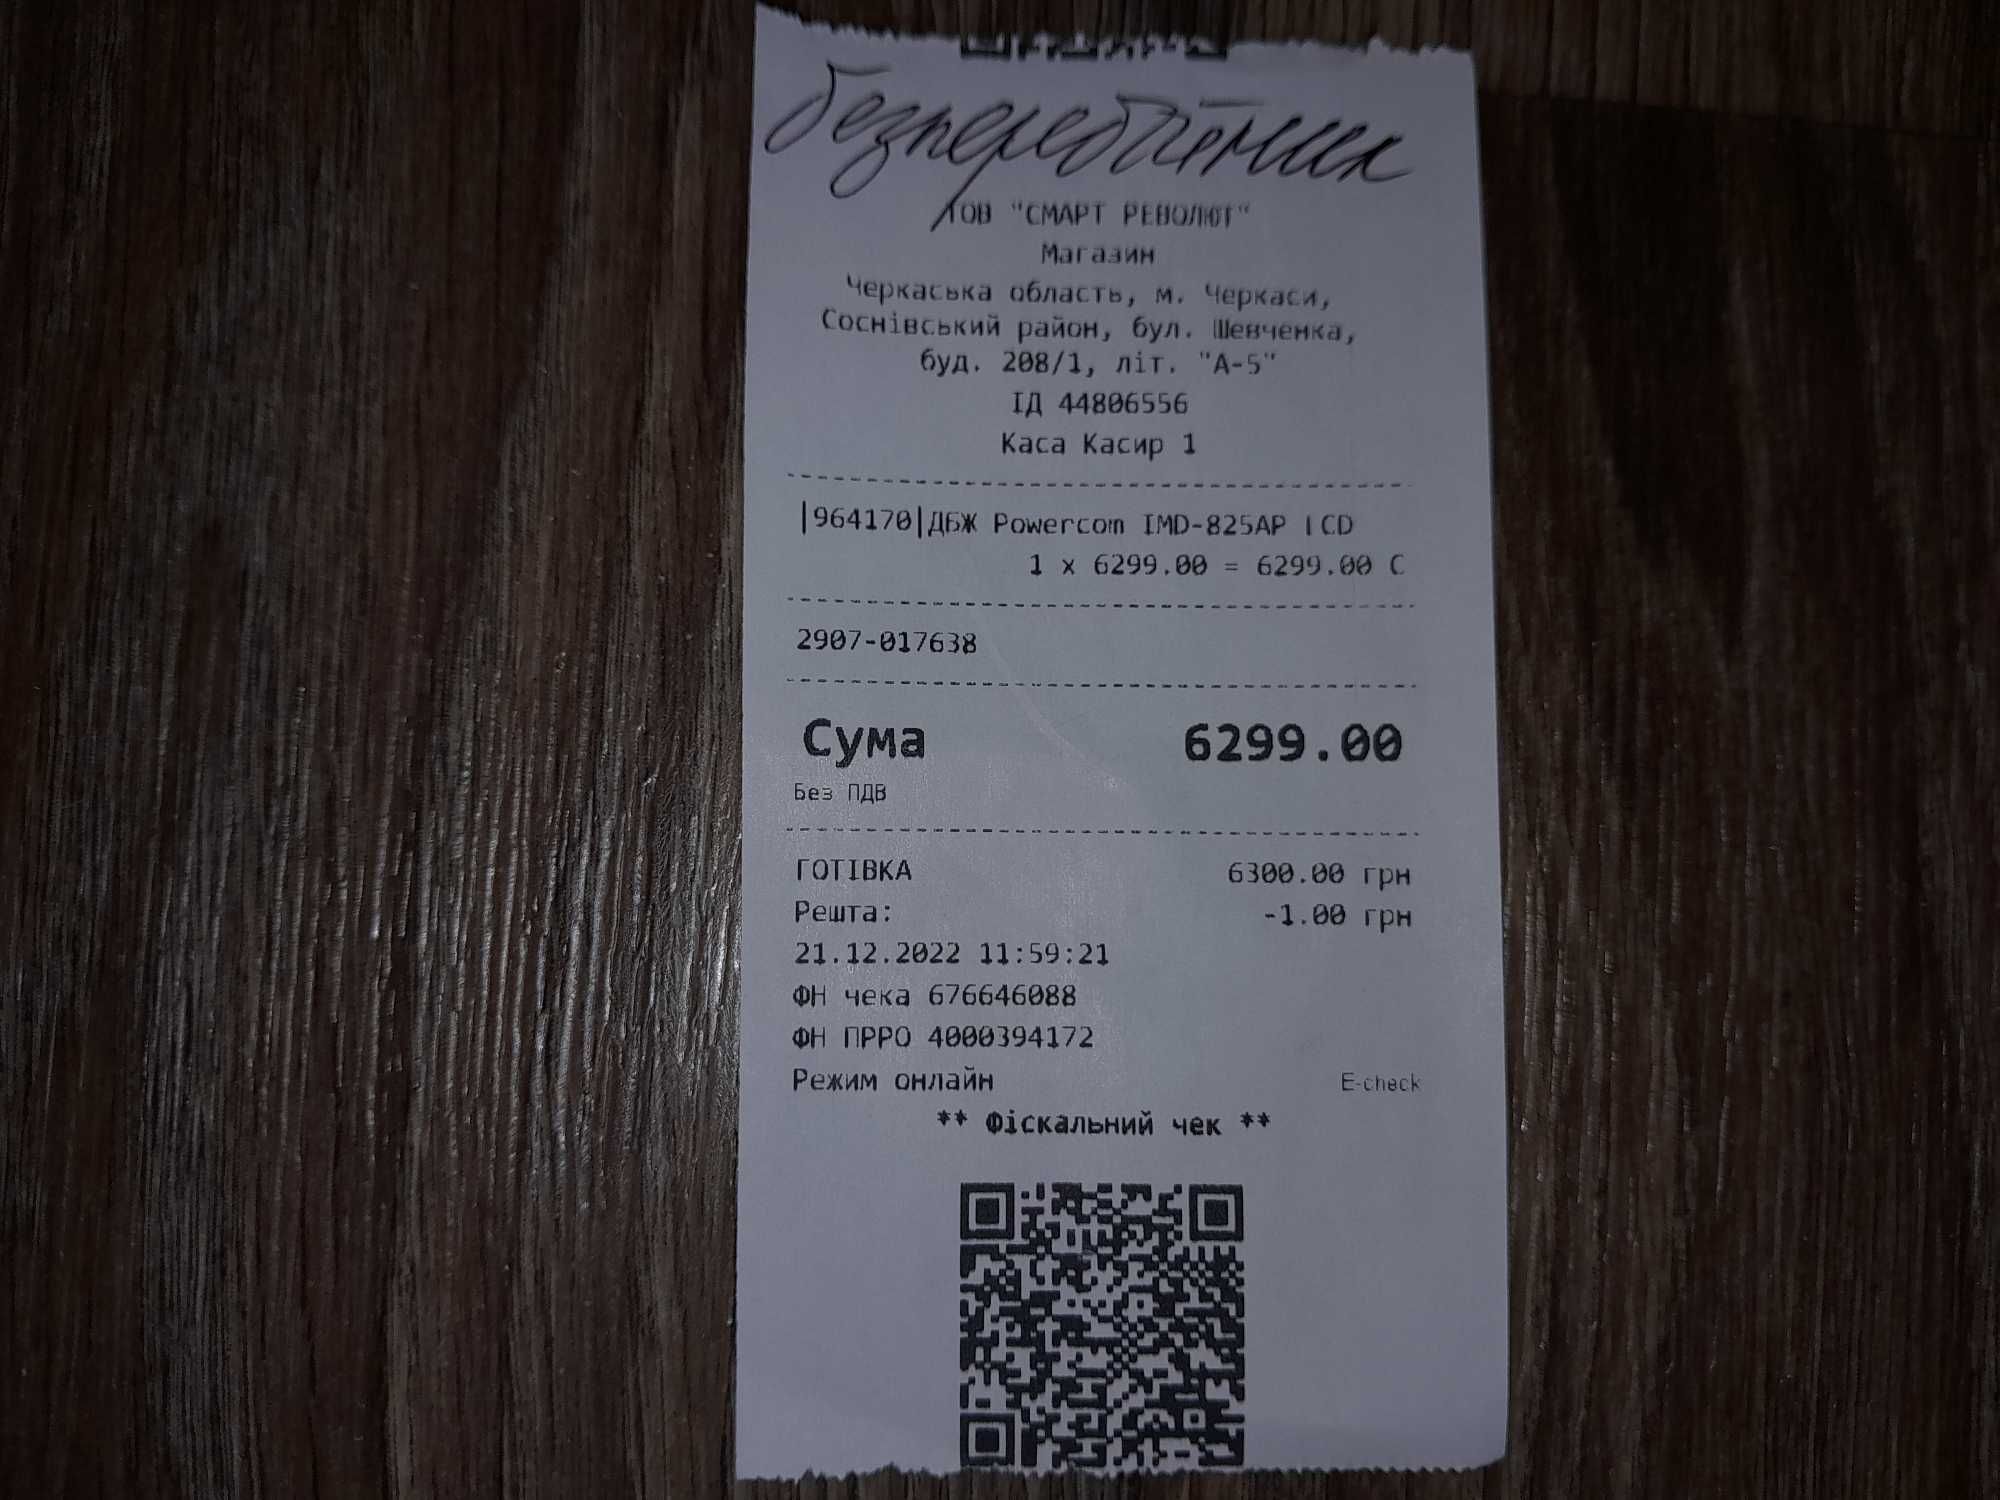 безперебійник
ТОВ "СМАРТ РЕВОЛЮТ"
Магазин
Черкаська область, м. Черкаси,
Соснівський район, бул. Шевченка,
буд. 208/1, літ. "А-5"
ІД 44806556
Каса Касир 1
|964170|ДБЖ Powercom IMD-825AP LCD
1 x 6299.00 = 6299.00 С
2907-017638
Сума 6299.00
Без ПДВ
ГОТІВКА 6300.00 грн
Решта: -1.00 грн
21.12.2022 11:59:21
ФН чека 676646088
ФН ПРРО 4000394172
Режим онлайн E-check
** Фіскальний чек **